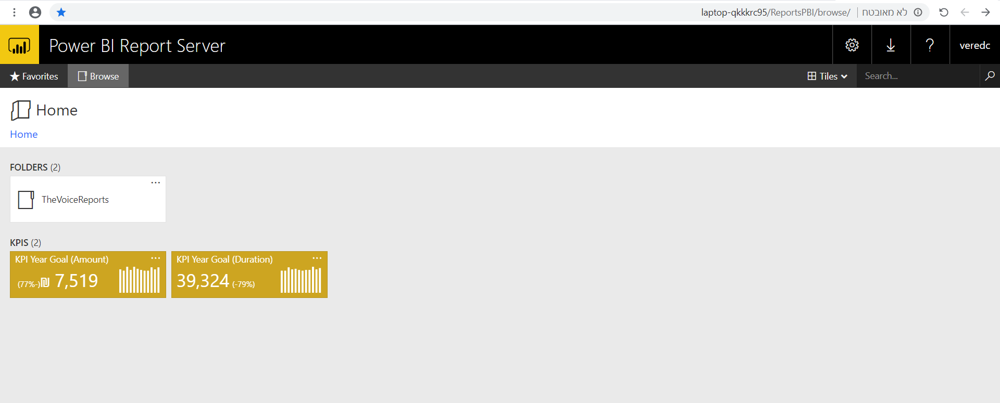 laptop-qkkkrc95/ReportsPBI/browse/ | לא מאובטח
Power BI Report Server
? veredc
Favorites Browse Tiles Search...
Home
Home
FOLDERS (2)
...
TheVoiceReports
KPIS (2)
KPI Year Goal (Amount) ... KPI Year Goal (Duration) ...
(77%-)₪ 7,519 39,324 (-79%)